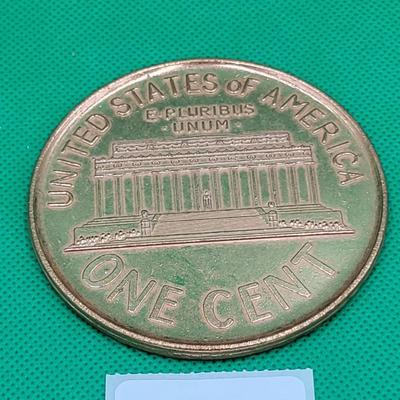 UNITED STATES OF AMERICA
E·PLURIBUS
·UNUM·
ONE CENT